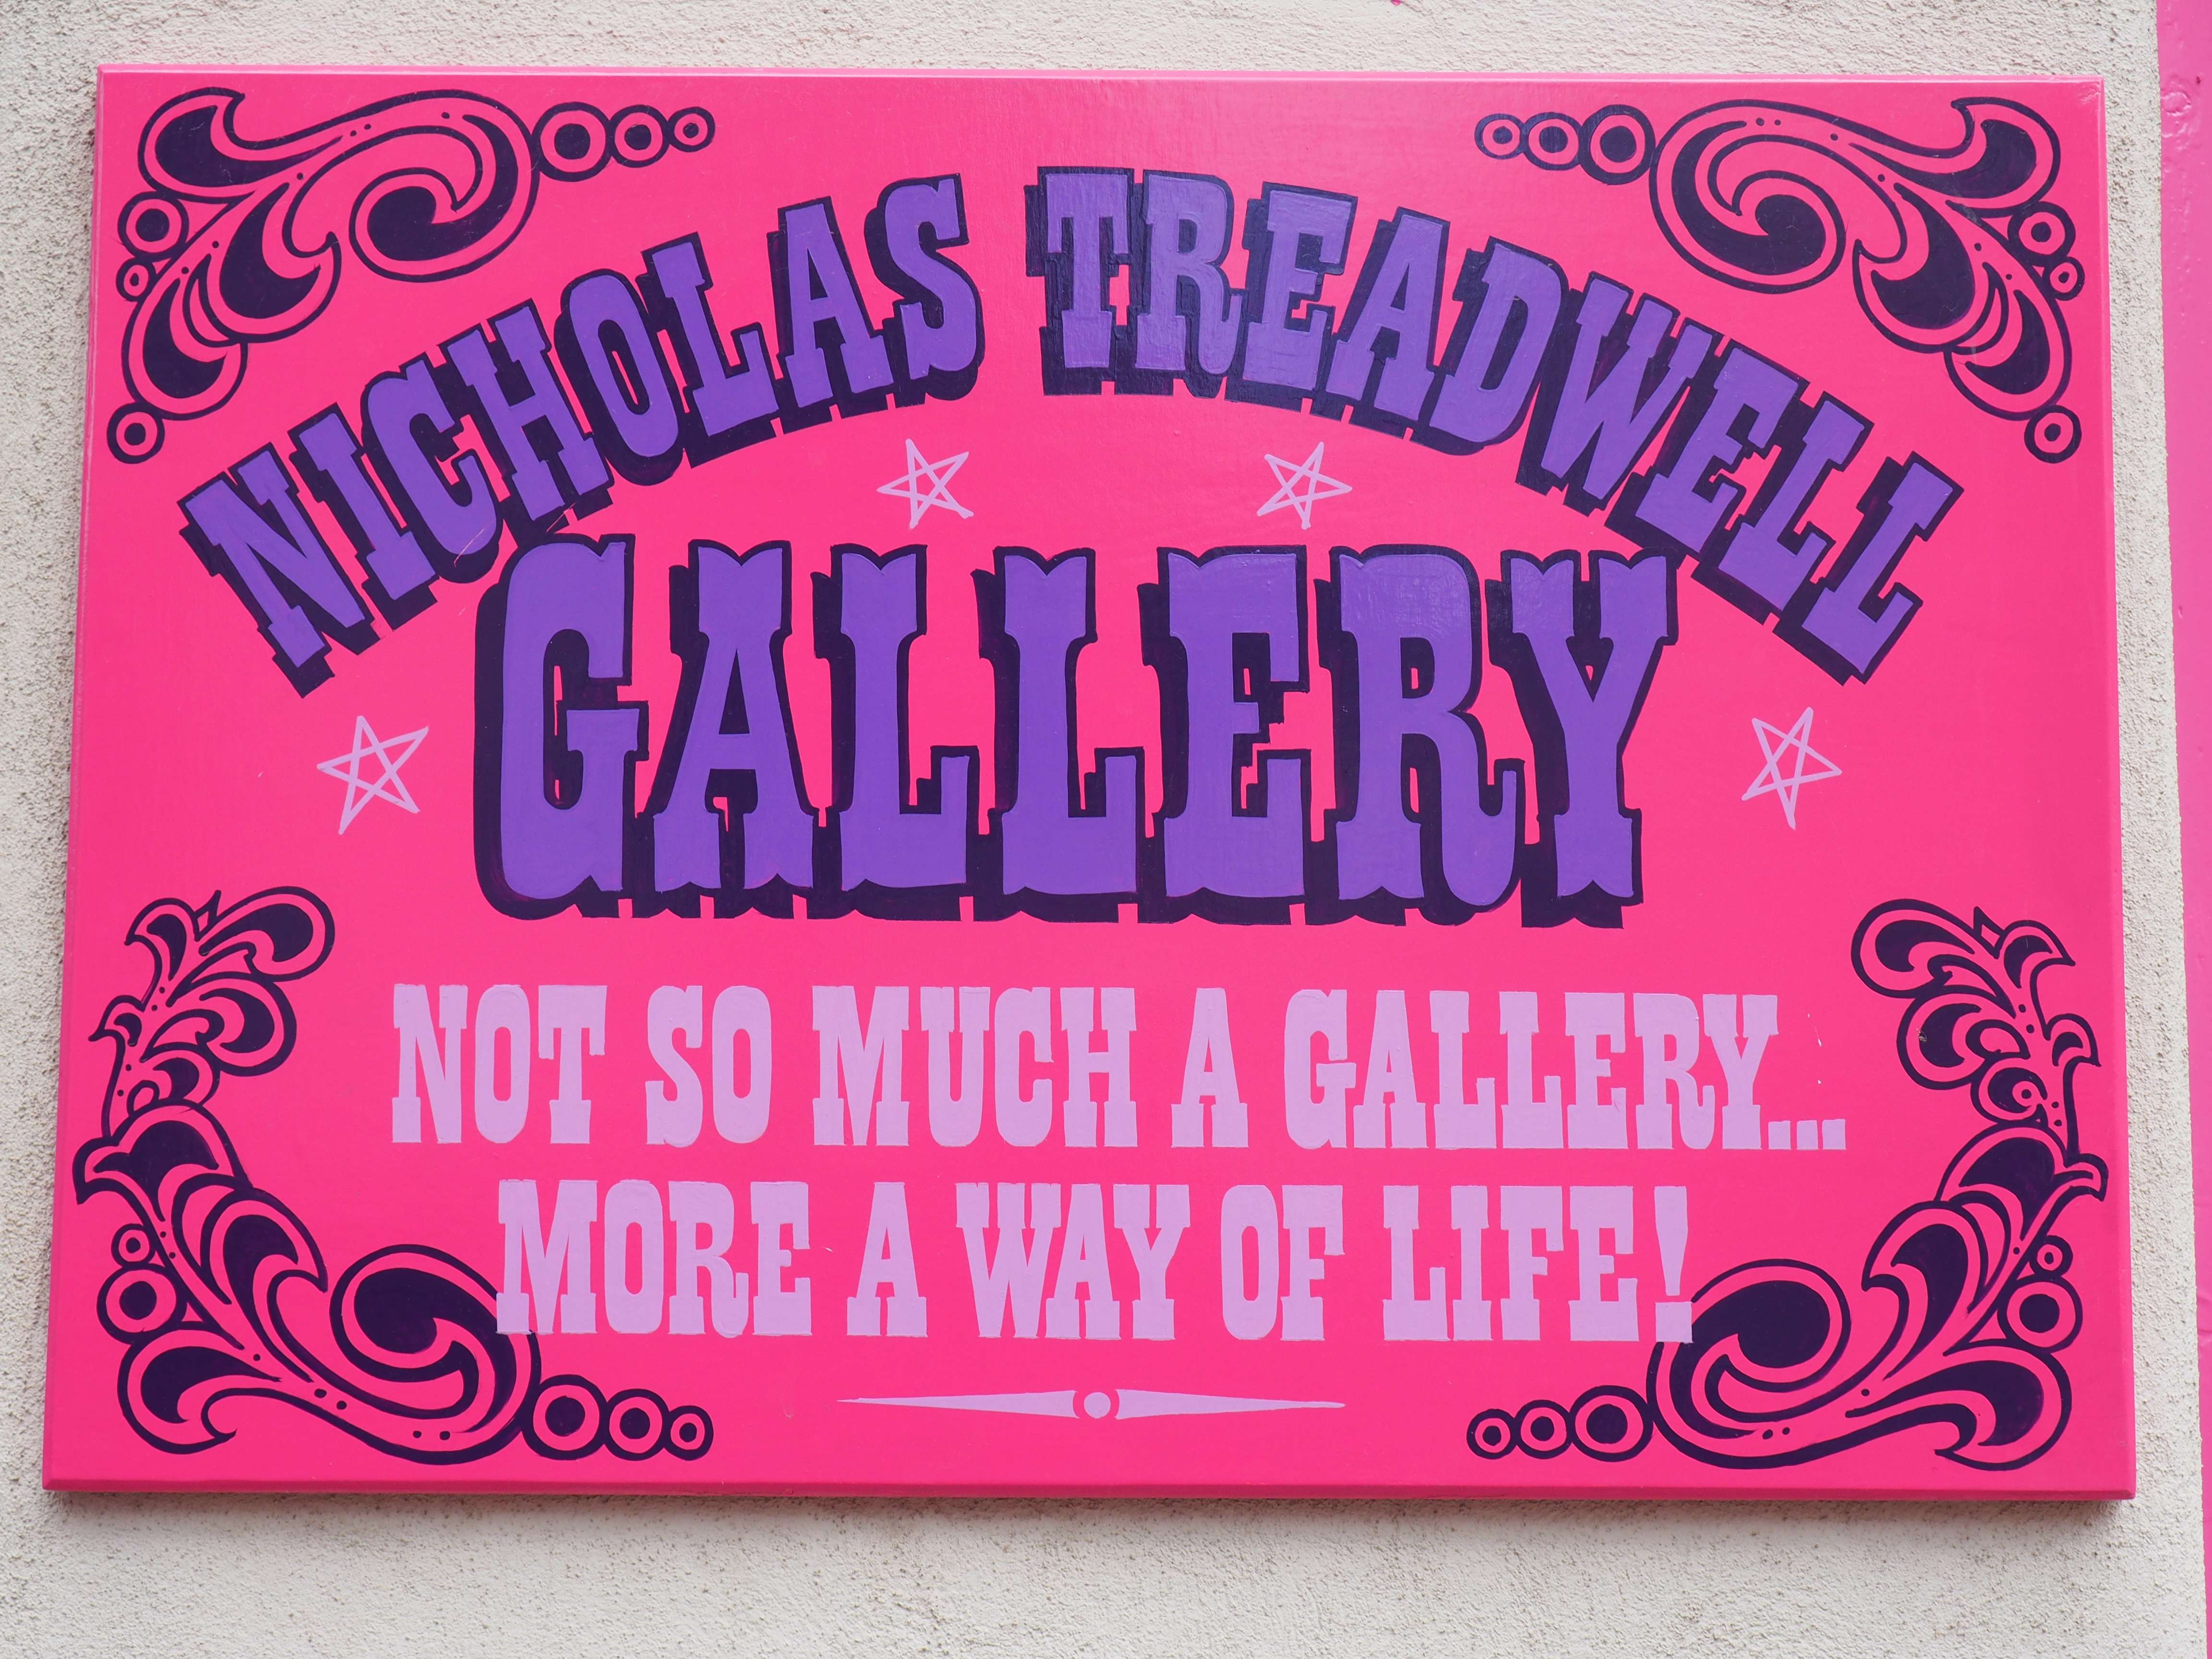 NICHOLAS TREADWELL
GALLERY
NOT SO MUCH A GALLERY...
MORE A WAY OF LIFE!